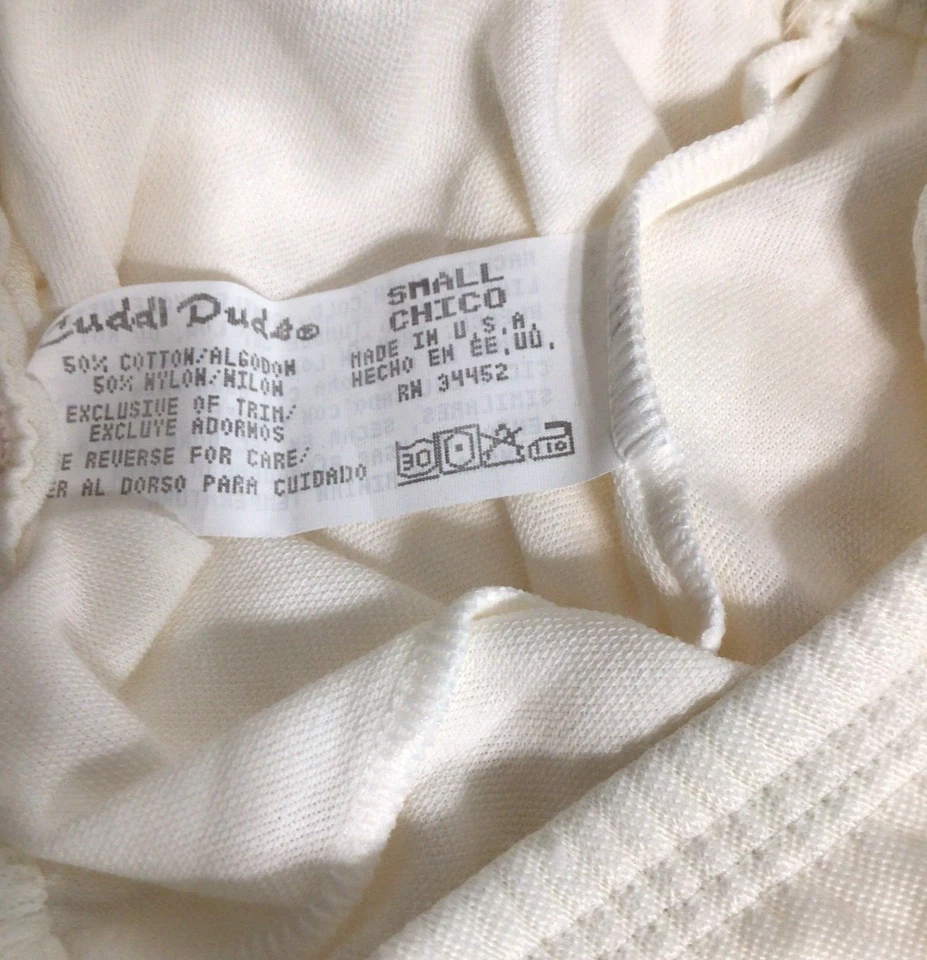 Cuddl Duds®
50% COTTON/ALGODON
50% NYLON/NILON
EXCLUSIVE OF TRIM/
EXCLUYE ADORMOS
E REVERSE FOR CARE/
ER AL DORSO PARA CUIDADO
SMALL
CHICO
MADE IN U.S.A.
HECHO EN EE.UU.
RN 34452
30 110